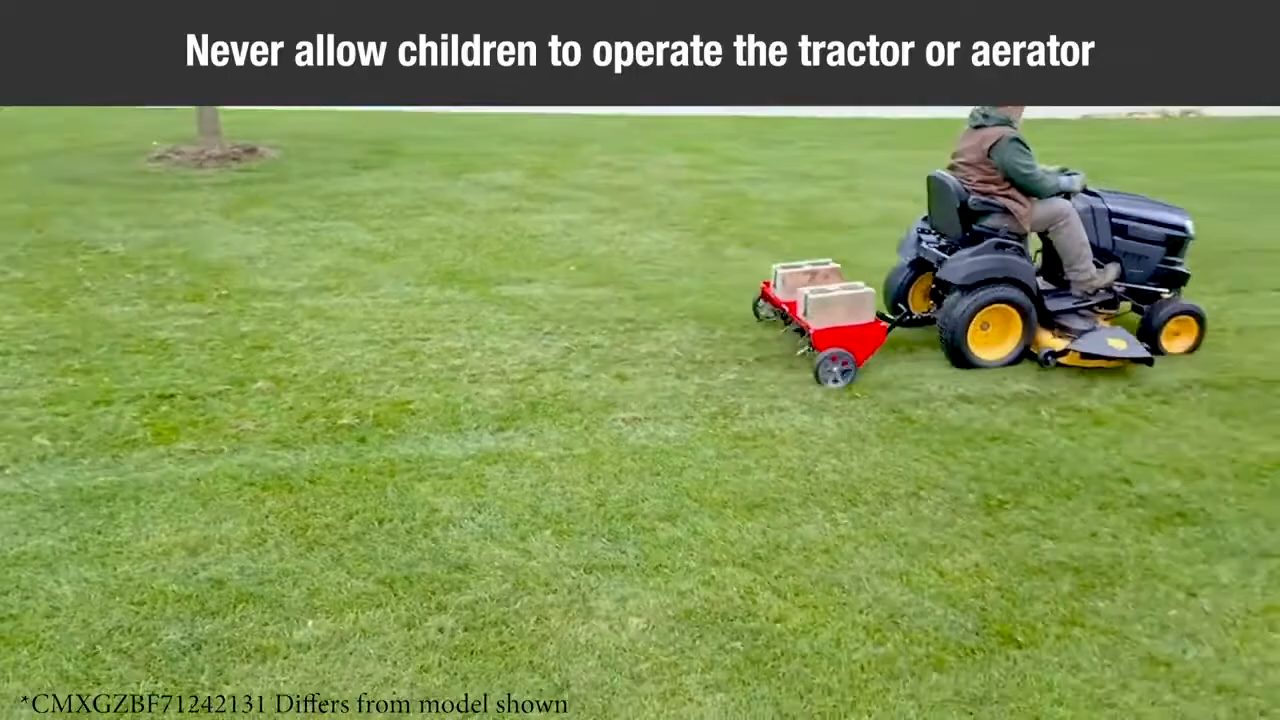 Never allow children to operate the tractor or aerator
*CMXGZBF71242131 Differs from model shown